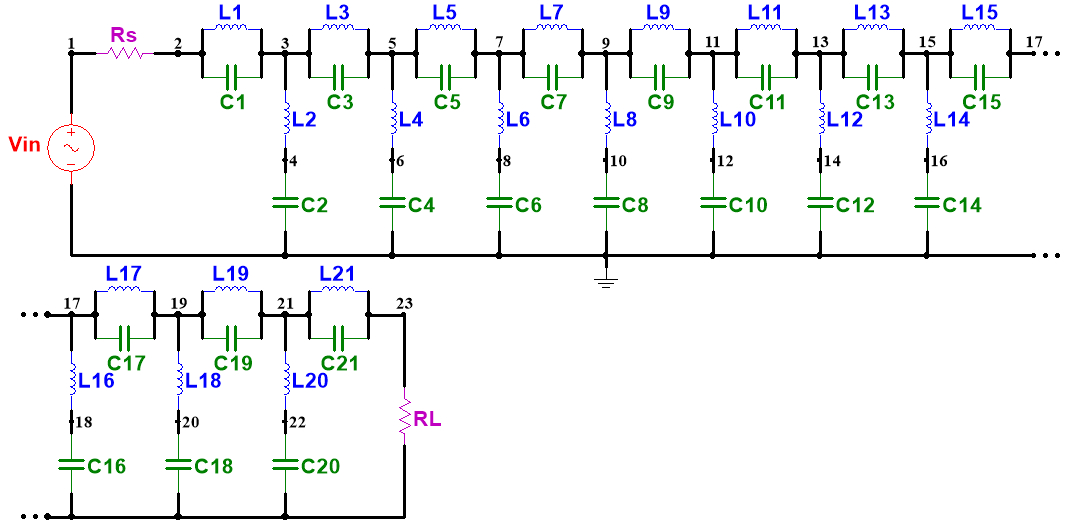 L1 L3 L5 L7 L9 L11 L13 L15
1 Rs 2 3 5 7 9 11 13 15 17
C1 C3 C5 C7 C9 C11 C13 C15
L2 L4 L6 L8 L10 L12 L14
Vin + −
4 6 8 10 12 14 16
C2 C4 C6 C8 C10 C12 C14
L17 L19 L21
17 19 21 23
C17 C19 C21
L16 L18 L20
18 20 22 RL
C16 C18 C20